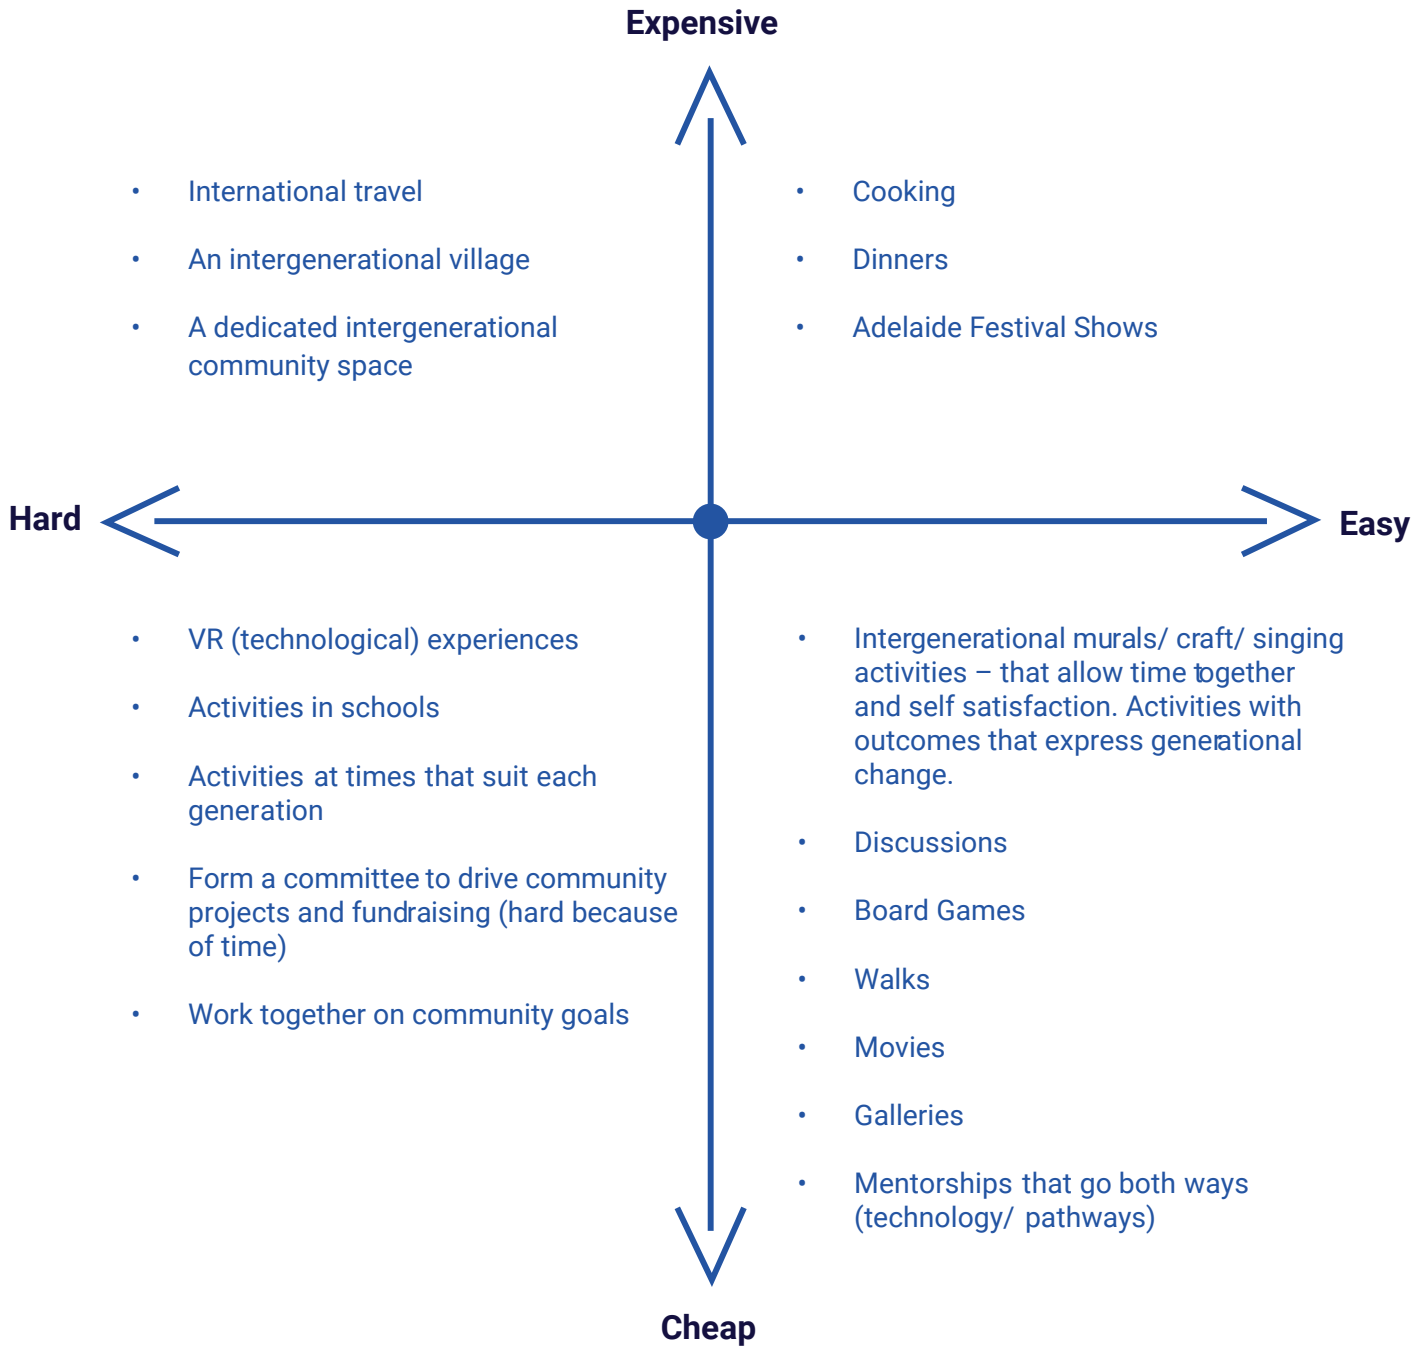 Expensive
• International travel
• An intergenerational village
• A dedicated intergenerational
community space
• Cooking
• Dinners
• Adelaide Festival Shows
Hard
Easy
• VR (technological) experiences
• Activities in schools
• Activities at times that suit each
generation
• Form a committee to drive community
projects and fundraising (hard because
of time)
• Work together on community goals
• Intergenerational murals/ craft/ singing
activities – that allow time together
and self satisfaction. Activities with
outcomes that express generational
change.
• Discussions
• Board Games
• Walks
• Movies
• Galleries
• Mentorships that go both ways
(technology/ pathways)
Cheap